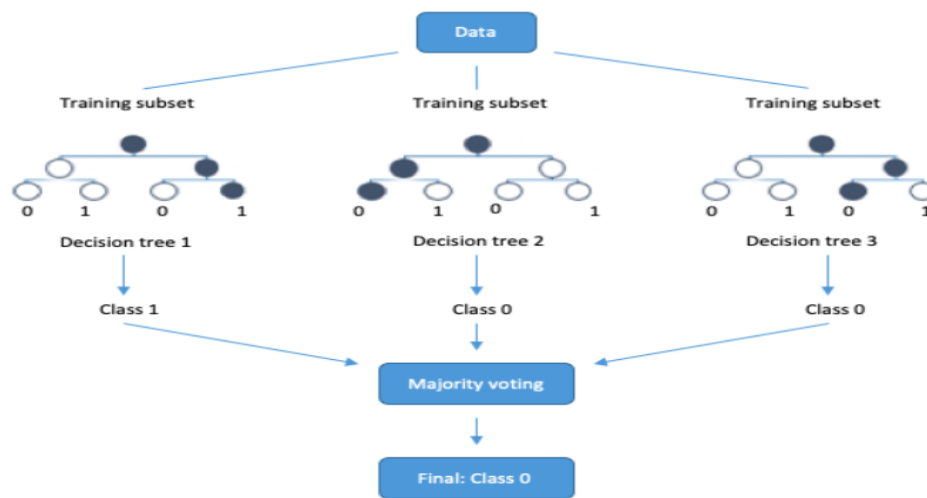 Data
Training subset Training subset Training subset
0 1 0 1 0 1 0 1 0 1 0 1
Decision tree 1 Decision tree 2 Decision tree 3
Class 1 Class 0 Class 0
Majority voting
Final: Class 0